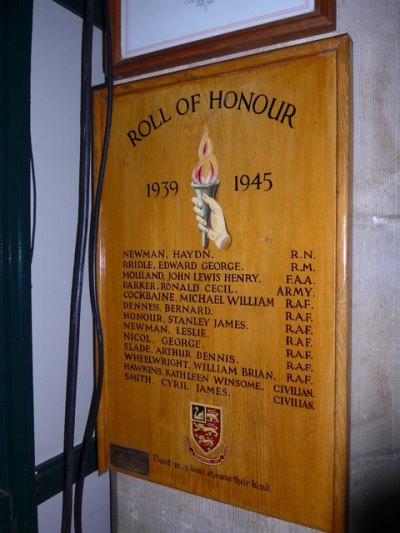 ROLL OF HONOUR
1939 1945
NEWMAN, HAYDN. R.N.
BRIDLE, EDWARD GEORGE. R.M.
MOULAND, JOHN LEWIS HENRY. F.A.A.
PARKER, RONALD CECIL. ARMY.
COCKBAINE, MICHAEL WILLIAM R.A.F.
DENNESS, BERNARD. R.A.F.
HONOUR, STANLEY JAMES. R.A.F.
NEWMAN, LESLIE. R.A.F.
NICOL, GEORGE. R.A.F.
SLADE, ARTHUR DENNIS. R.A.F.
WHEELWRIGHT, WILLIAM BRIAN. R.A.F.
HAWKINS, KATHLEEN WINSOME. CIVILIAN.
SMITH, CYRIL JAMES. CIVILIAN.
their kind.